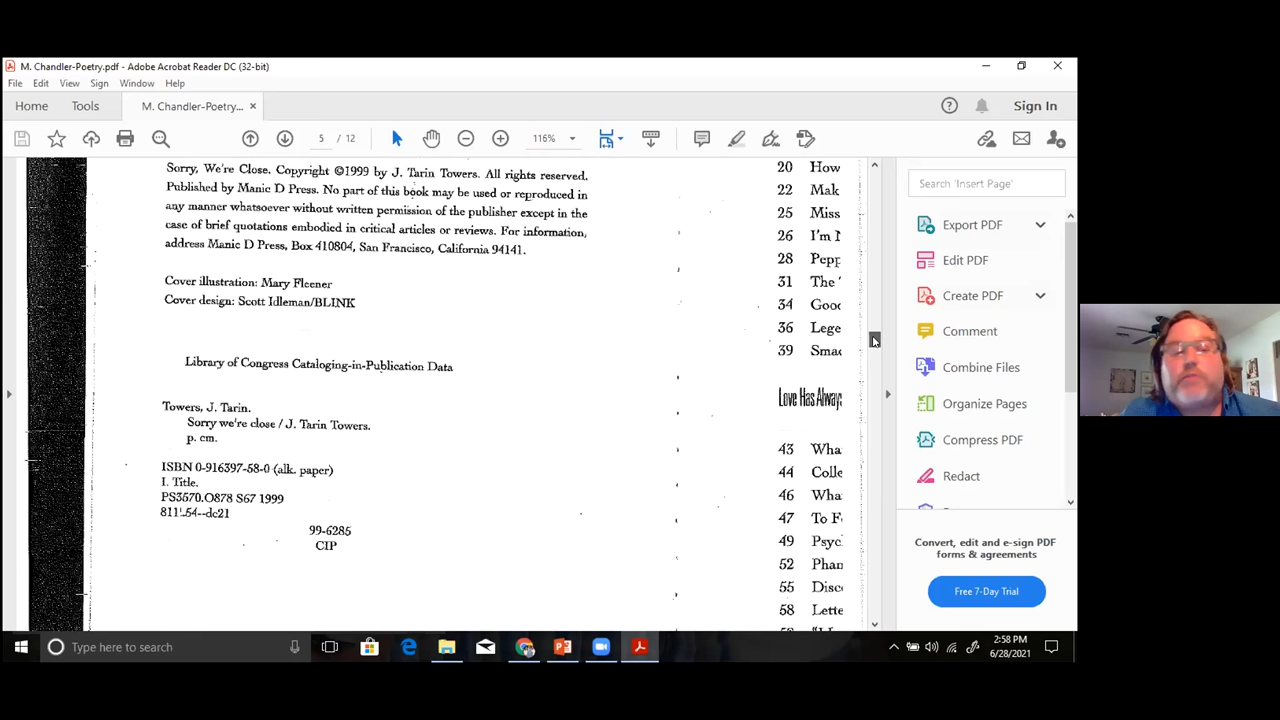 M. Chandler-Poetry.pdf - Adobe Acrobat Reader DC (32-bit)
File Edit View Sign Window Help
Home Tools M. Chandler-Poetry... × Sign In
5 / 12 116%
Sorry, We're Close. Copyright ©1999 by J. Tarin Towers. All rights reserved.
Published by Manic D Press. No part of this book may be used or reproduced in
any manner whatsoever without written permission of the publisher except in the
case of brief quotations embodied in critical articles or reviews. For information,
address Manic D Press, Box 410804, San Francisco, California 94141.
Cover illustration: Mary Fleener
Cover design: Scott Idleman/BLINK
Library of Congress Cataloging-in-Publication Data
Towers, J. Tarin.
Sorry we're close / J. Tarin Towers.
p. cm.
ISBN 0-916397-58-0 (alk. paper)
I. Title.
PS3570.O878 S67 1999
811'.54--dc21
99-6285
CIP
20 How
22 Mak
25 Miss
26 I'm
28 Pepp
31 The
34 Good
36 Lege
39 Smac
Love Has Always
43 Wha
44 Colle
46 Wha
47 To F
49 Psyc
52 Phan
55 Disc
58 Lette
Search 'Insert Page'
Export PDF
Edit PDF
Create PDF
Comment
Combine Files
Organize Pages
Compress PDF
Redact
Convert, edit and e-sign PDF
forms & agreements
Free 7-Day Trial
Type here to search
2:58 PM
6/28/2021